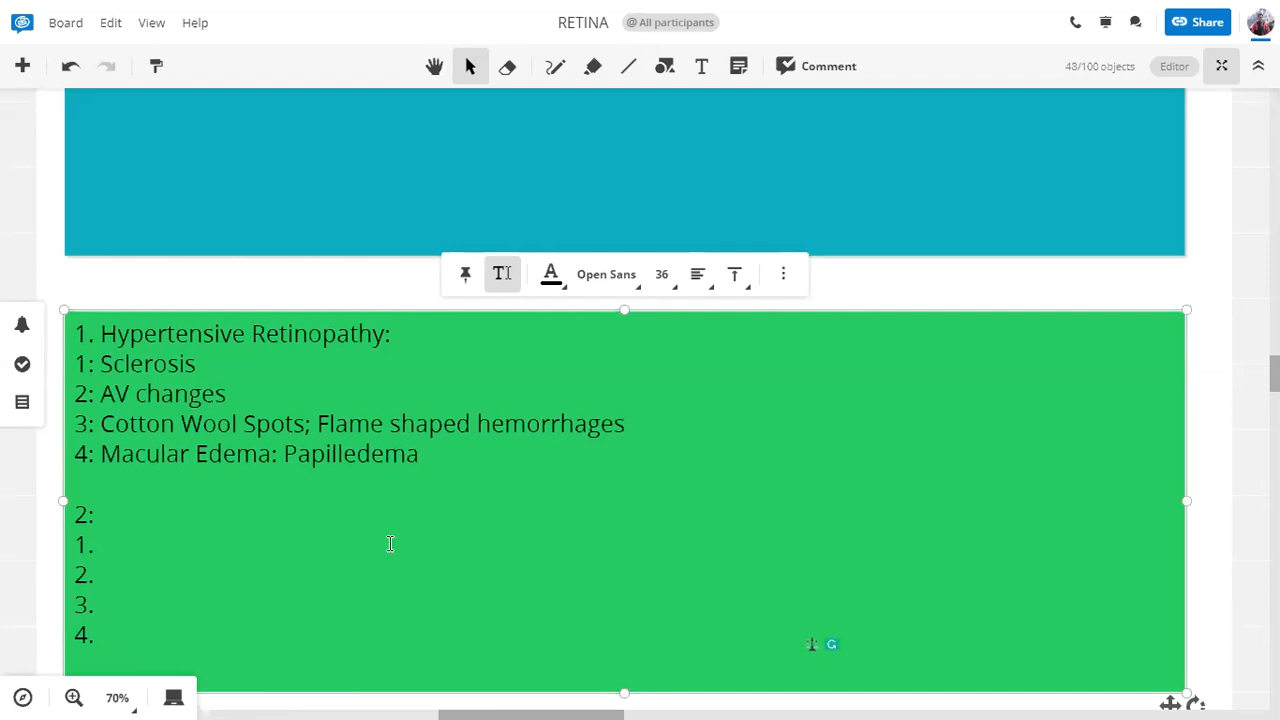 Board Edit View Help RETINA @ All participants Share
Comment 43/100 objects Editor
Open Sans 36
1. Hypertensive Retinopathy:
1: Sclerosis
2: AV changes
3: Cotton Wool Spots; Flame shaped hemorrhages
4: Macular Edema: Papilledema
2:
1.
2.
3.
4.
70%